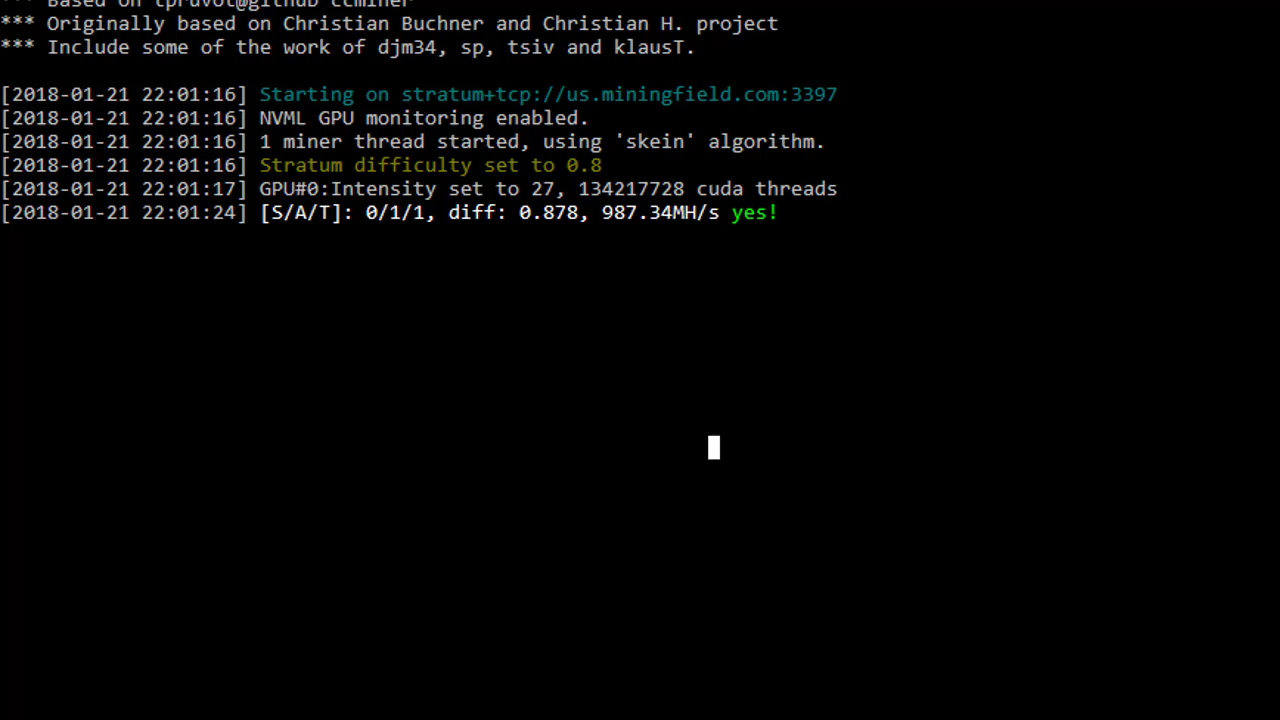 *** Based on tpruvot@github ccminer
*** Originally based on Christian Buchner and Christian H. project
*** Include some of the work of djm34, sp, tsiv and klausT.
[2018-01-21 22:01:16] Starting on stratum+tcp://us.miningfield.com:3397
[2018-01-21 22:01:16] NVML GPU monitoring enabled.
[2018-01-21 22:01:16] 1 miner thread started, using 'skein' algorithm.
[2018-01-21 22:01:16] Stratum difficulty set to 0.8
[2018-01-21 22:01:17] GPU#0:Intensity set to 27, 134217728 cuda threads
[2018-01-21 22:01:24] [S/A/T]: 0/1/1, diff: 0.878, 987.34MH/s yes!